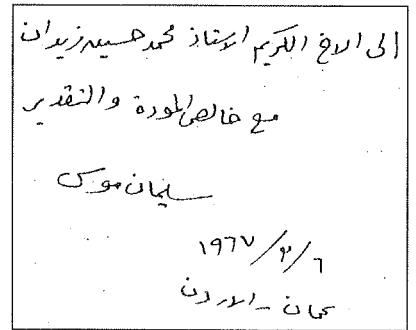 الى الاخ الكريم الاستاذ محمد حسين زيدان
مع خالص المودة والتقدير
سليمان موسى
١٩٦٧/٣/٦
عمان - الاردن